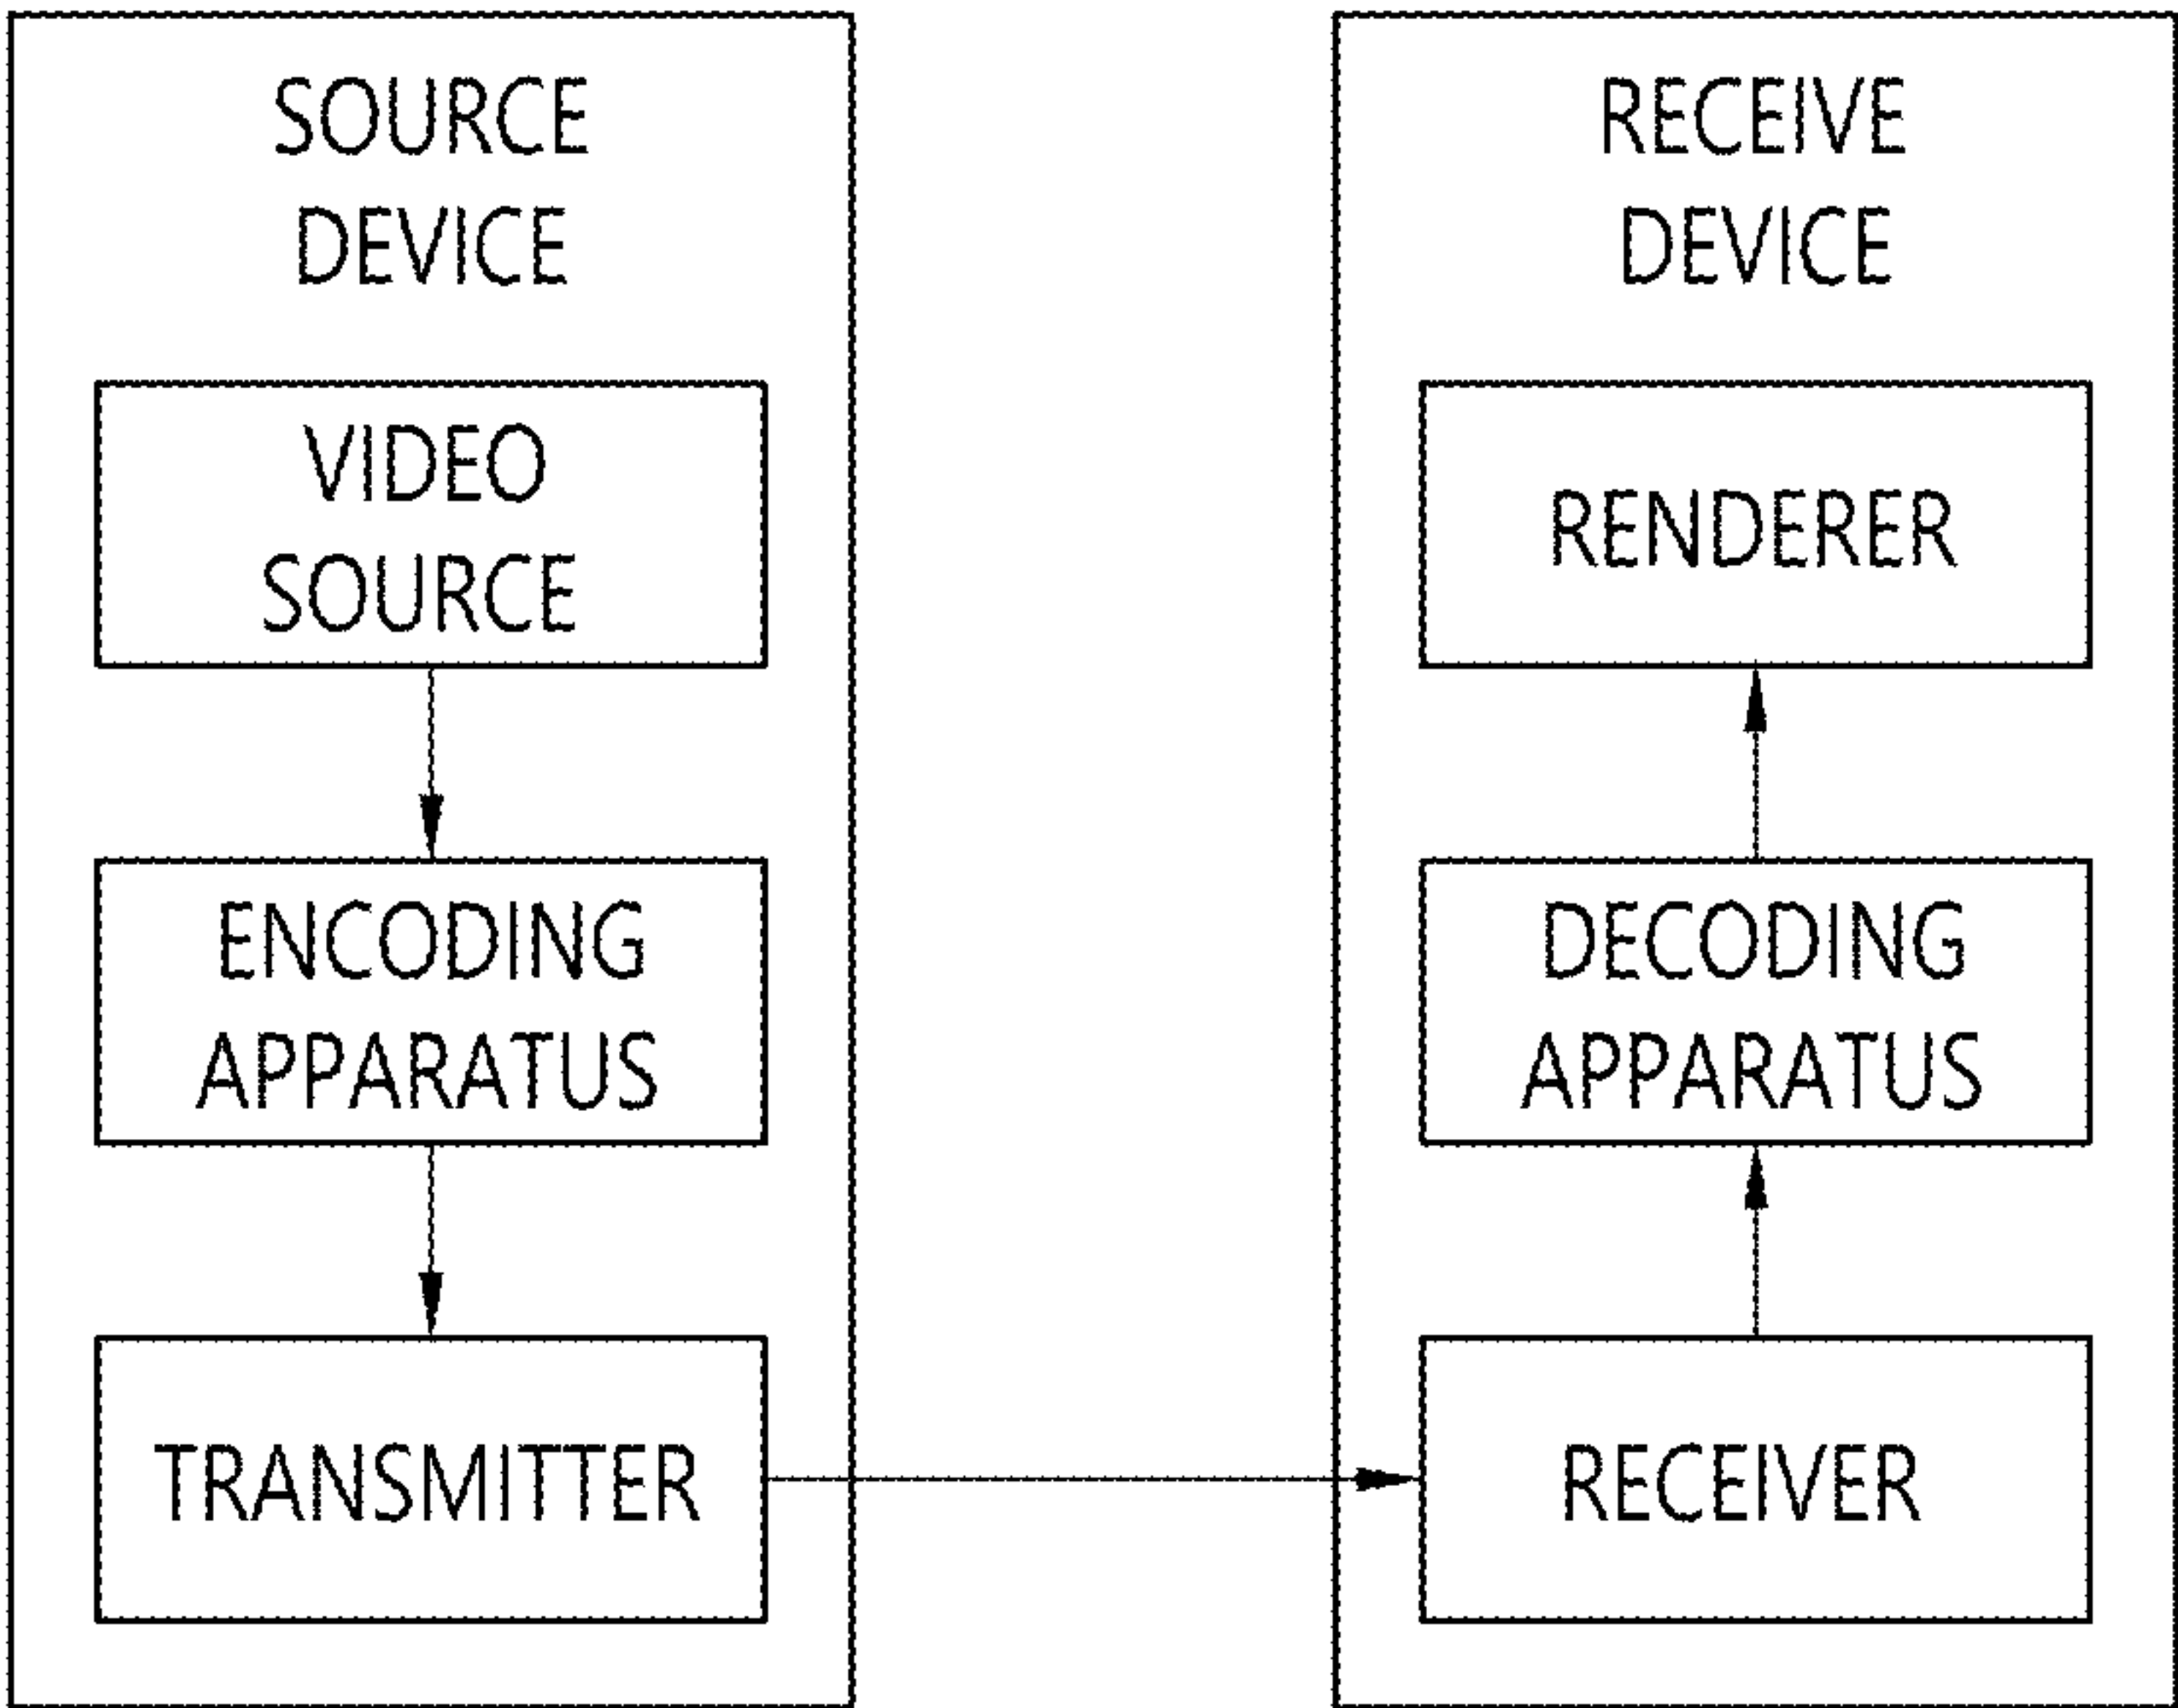 SOURCE
DEVICE
VIDEO
SOURCE
ENCODING
APPARATUS
TRANSMITTER
RECEIVE
DEVICE
RENDERER
DECODING
APPARATUS
RECEIVER